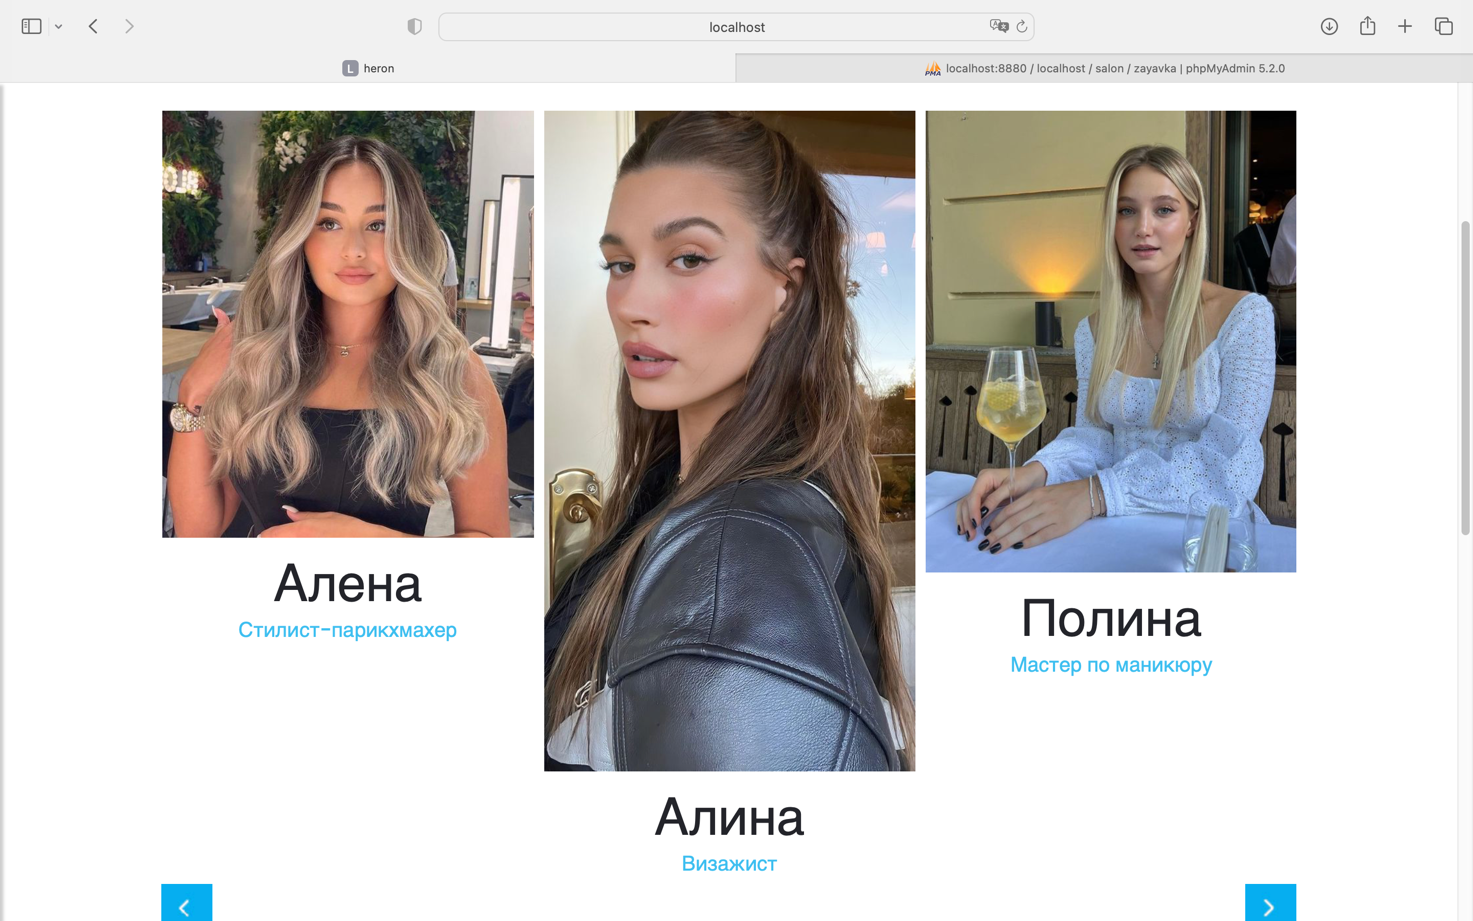 localhost
L heron
PMA localhost:8880 / localhost / salon / zayavka | phpMyAdmin 5.2.0
Алена
Стилист-парикхмахер
Алина
Визажист
Полина
Мастер по маникюру